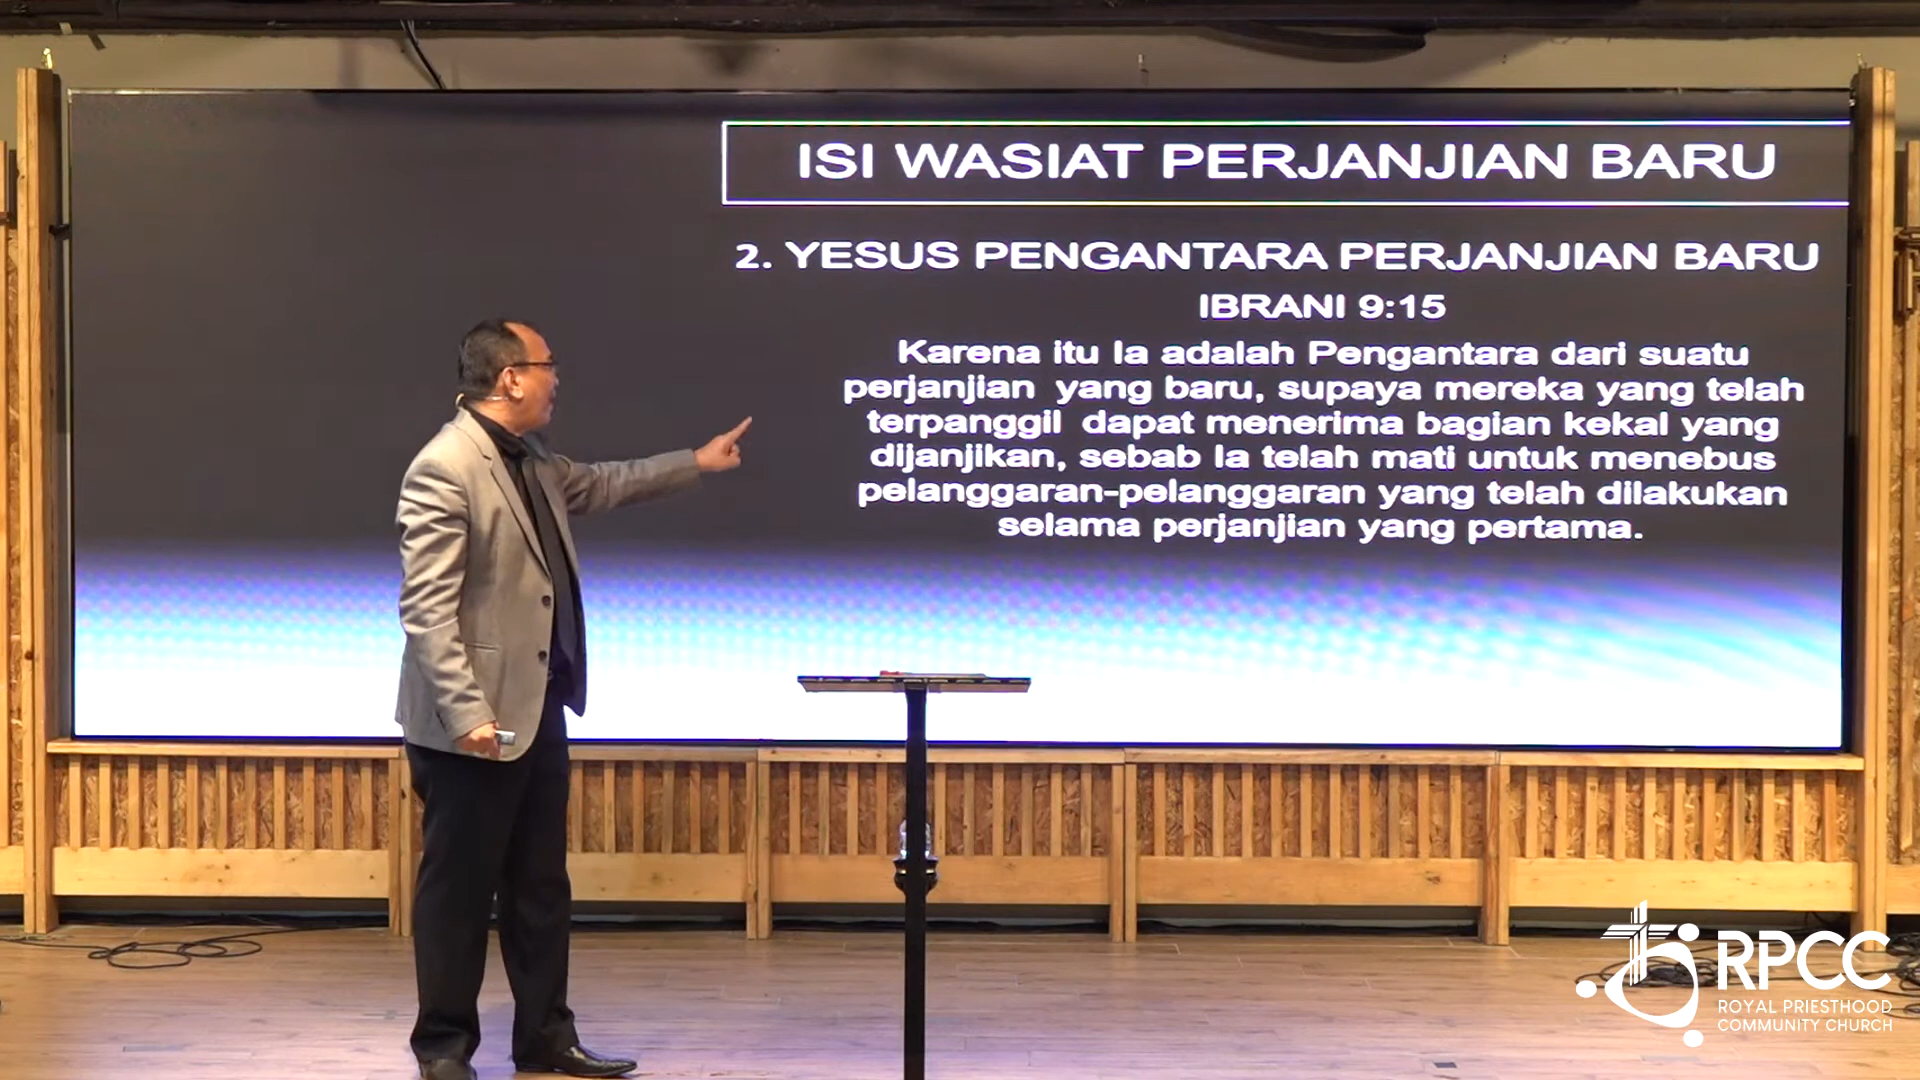 ISI WASIAT PERJANJIAN BARU
2. YESUS PENGANTARA PERJANJIAN BARU
IBRANI 9:15
Karena itu Ia adalah Pengantara dari suatu
perjanjian yang baru, supaya mereka yang telah
terpanggil dapat menerima bagian kekal yang
dijanjikan, sebab Ia telah mati untuk menebus
pelanggaran-pelanggaran yang telah dilakukan
selama perjanjian yang pertama.
RPCC
ROYAL PRIESTHOOD
COMMUNITY CHURCH